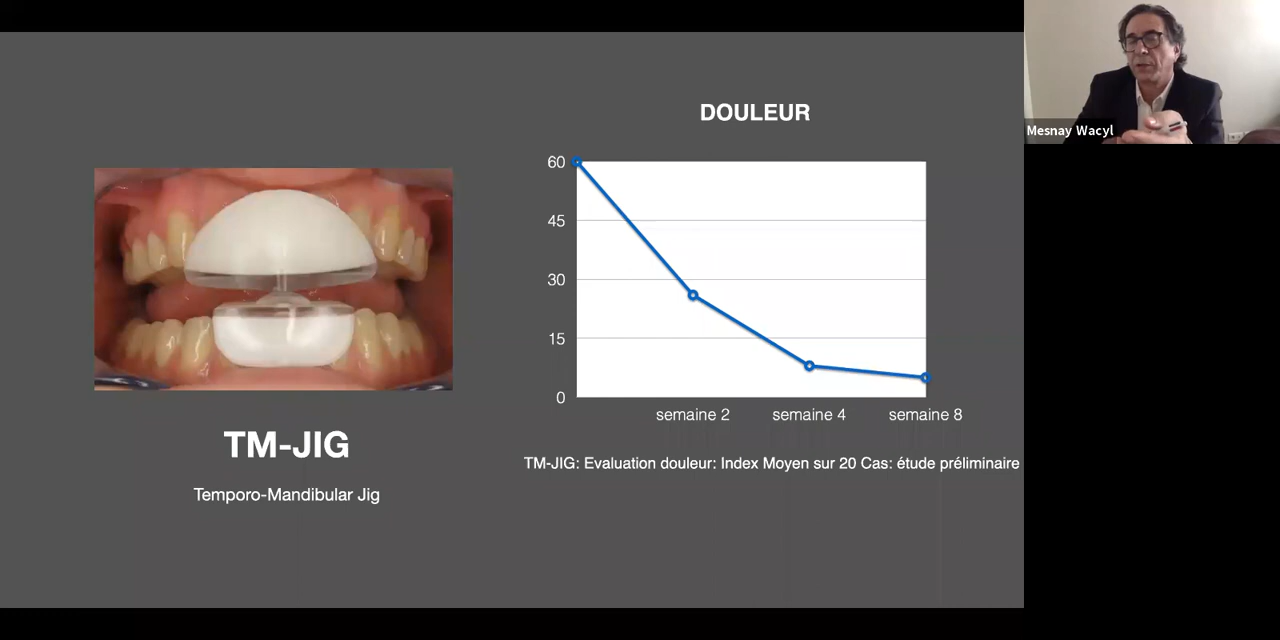 DOULEUR
60
45
30
15
0
semaine 2
semaine 4
semaine 8
TM-JIG: Evaluation douleur: Index Moyen sur 20 Cas: étude préliminaire
TM-JIG
Temporo-Mandibular Jig
Mesnay Wacyl